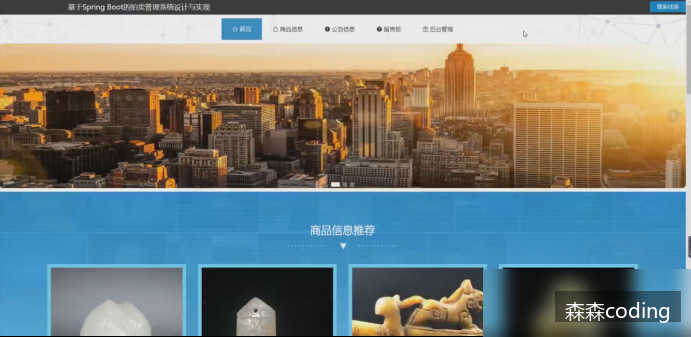 基于Spring Boot的拍卖管理系统设计与实现
登录/注册
首页 商品信息 公告信息 留言板 后台管理
商品信息推荐
森森coding